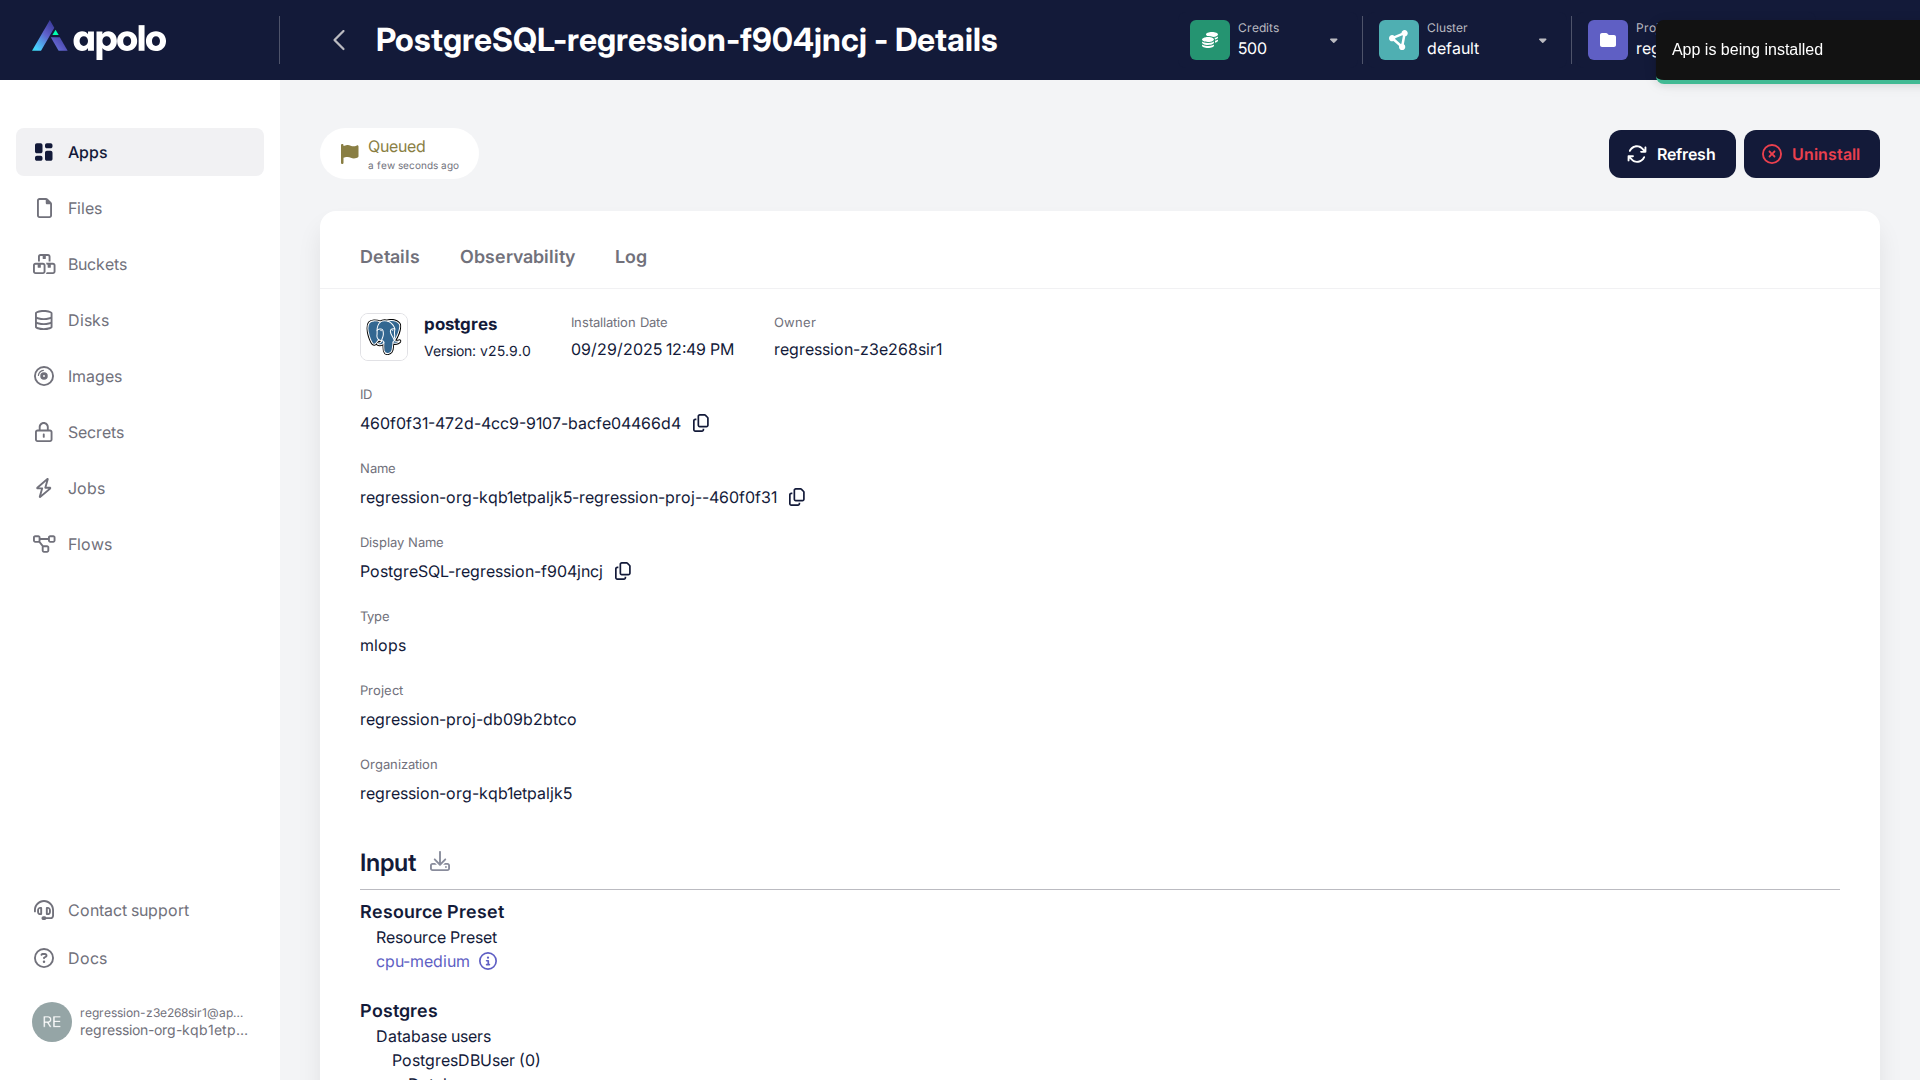 apolo
PostgreSQL-regression-f904jncj - Details
Credits
500
Cluster
default
App is being installed
Apps
Files
Buckets
Disks
Images
Secrets
Jobs
Flows
Contact support
Docs
RE
regression-z3e268sir1@ap...
regression-org-kqb1etp...
Queued
a few seconds ago
Refresh
Uninstall
Details
Observability
Log
postgres
Version: v25.9.0
Installation Date
09/29/2025 12:49 PM
Owner
regression-z3e268sir1
ID
460f0f31-472d-4cc9-9107-bacfe04466d4
Name
regression-org-kqb1etpaljk5-regression-proj--460f0f31
Display Name
PostgreSQL-regression-f904jncj
Type
mlops
Project
regression-proj-db09b2btco
Organization
regression-org-kqb1etpaljk5
Input
Resource Preset
Resource Preset
cpu-medium
Postgres
Database users
PostgresDBUser (0)